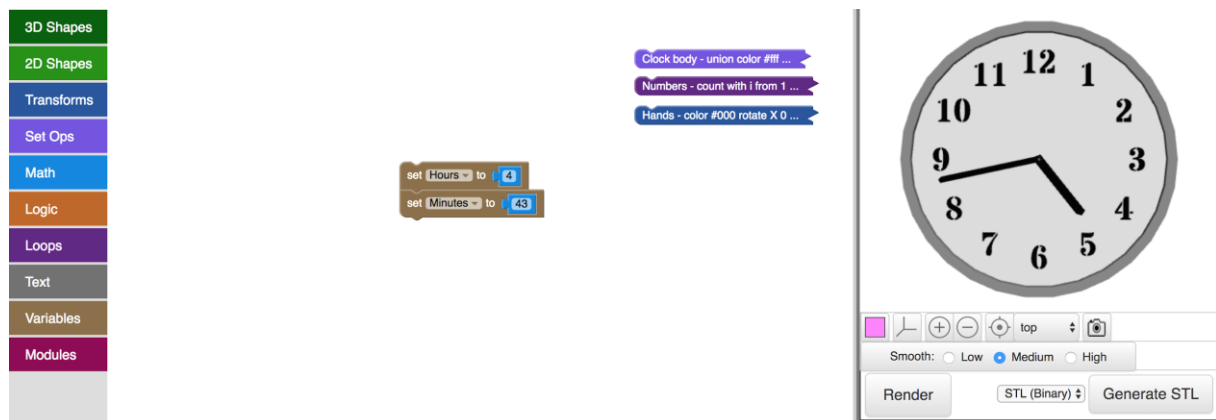 3D Shapes
2D Shapes
Transforms
Set Ops
Math
Logic
Loops
Text
Variables
Modules
Clock body - union color #fff ...
Numbers - count with i from 1 ...
Hands - color #000 rotate X 0 ...
set Hours to 4
set Minutes to 43
12
1
2
3
4
5
6
7
8
9
10
11
top
Smooth: Low Medium High
Render STL (Binary) Generate STL